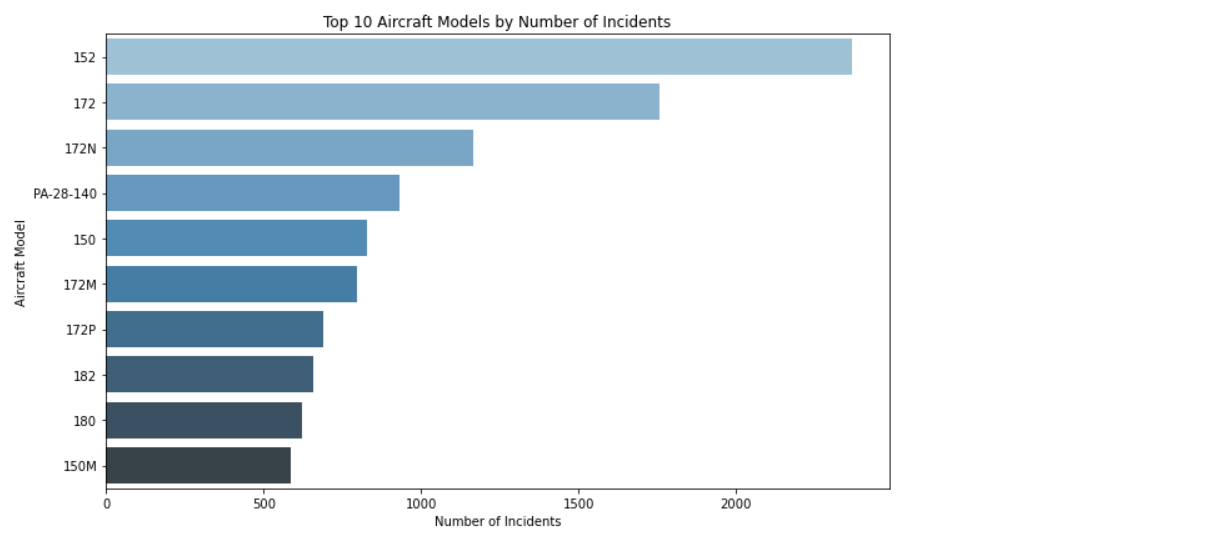 Top 10 Aircraft Models by Number of Incidents
Aircraft Model
152
172
172N
PA-28-140
150
172M
172P
182
180
150M
0 500 1000 1500 2000
Number of Incidents